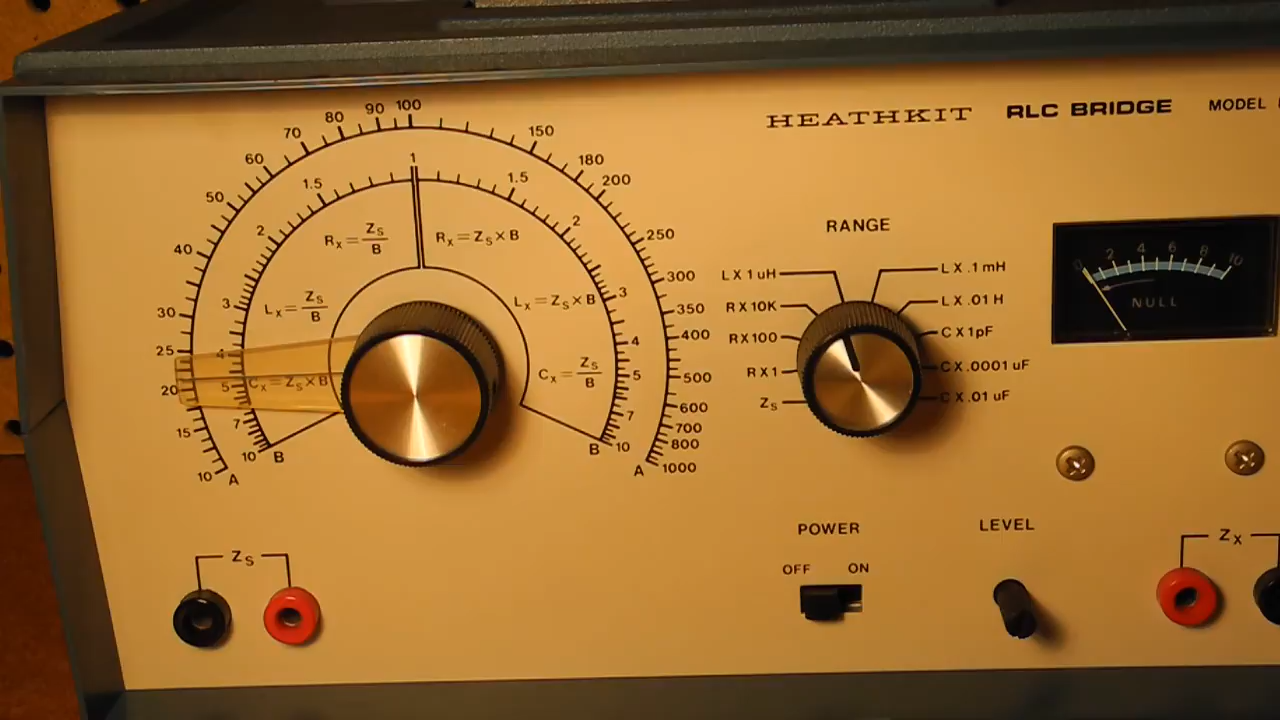 HEATHKIT RLC BRIDGE MODEL
10 15 20 25 30 40 50 60 70 80 90 100 150 180 200 250 300 350 400 500 600 700 800 1000
A A
10 7 5 4 3 2 1.5 1 1.5 2 3 4 5 7 10
B B
Rx = Zs/B
Rx = Zs X B
Lx = Zs/B
Lx = Zs X B
Cx = Zs X B
Cx = Zs/B
RANGE
L X 1 uH
R X 10K
R X 100
R X 1
Zs
L X .1 mH
L X .01 H
C X 1pF
C X .0001 uF
C X .01 uF
0 2 4 6 8 10
NULL
POWER
OFF ON
LEVEL
Zs
Zx